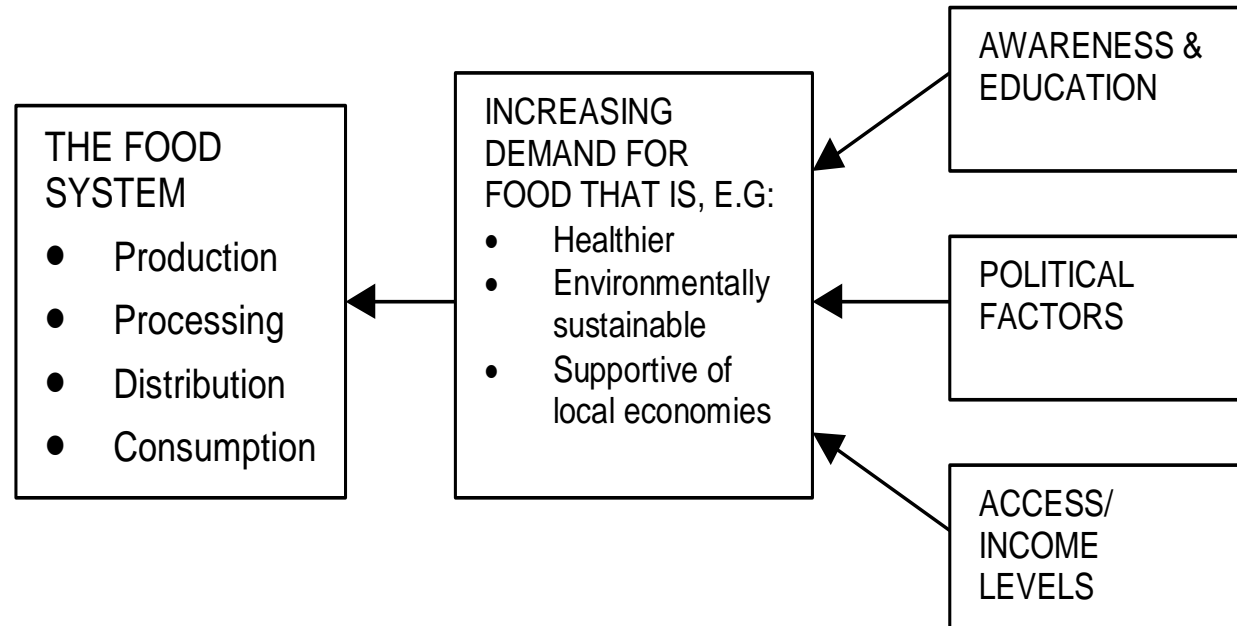 THE FOOD
SYSTEM
● Production
● Processing
● Distribution
● Consumption
INCREASING
DEMAND FOR
FOOD THAT IS, E.G:
● Healthier
● Environmentally
sustainable
● Supportive of
local economies
AWARENESS &
EDUCATION
POLITICAL
FACTORS
ACCESS/
INCOME
LEVELS